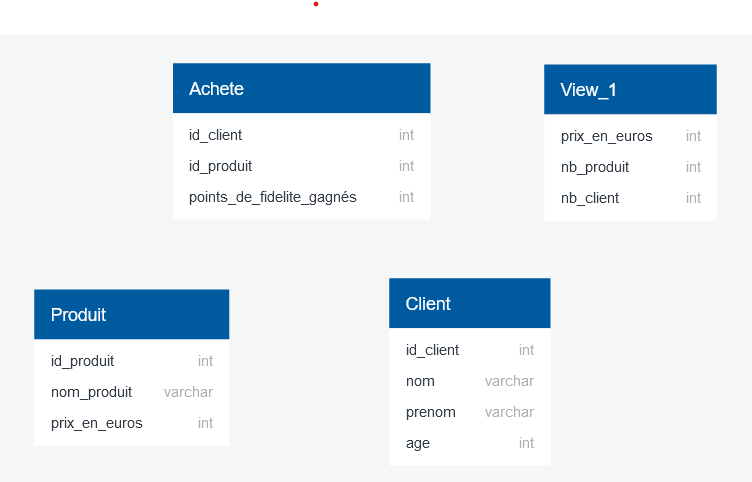 Achete
id_client int
id_produit int
points_de_fidelite_gagnés int
View_1
prix_en_euros int
nb_produit int
nb_client int
Produit
id_produit int
nom_produit varchar
prix_en_euros int
Client
id_client int
nom varchar
prenom varchar
age int